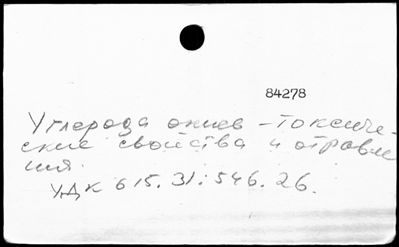 84278
Углерода окись - Токсиче-
ские свойства и отравле
ния.
УДК 615.31:546.26.